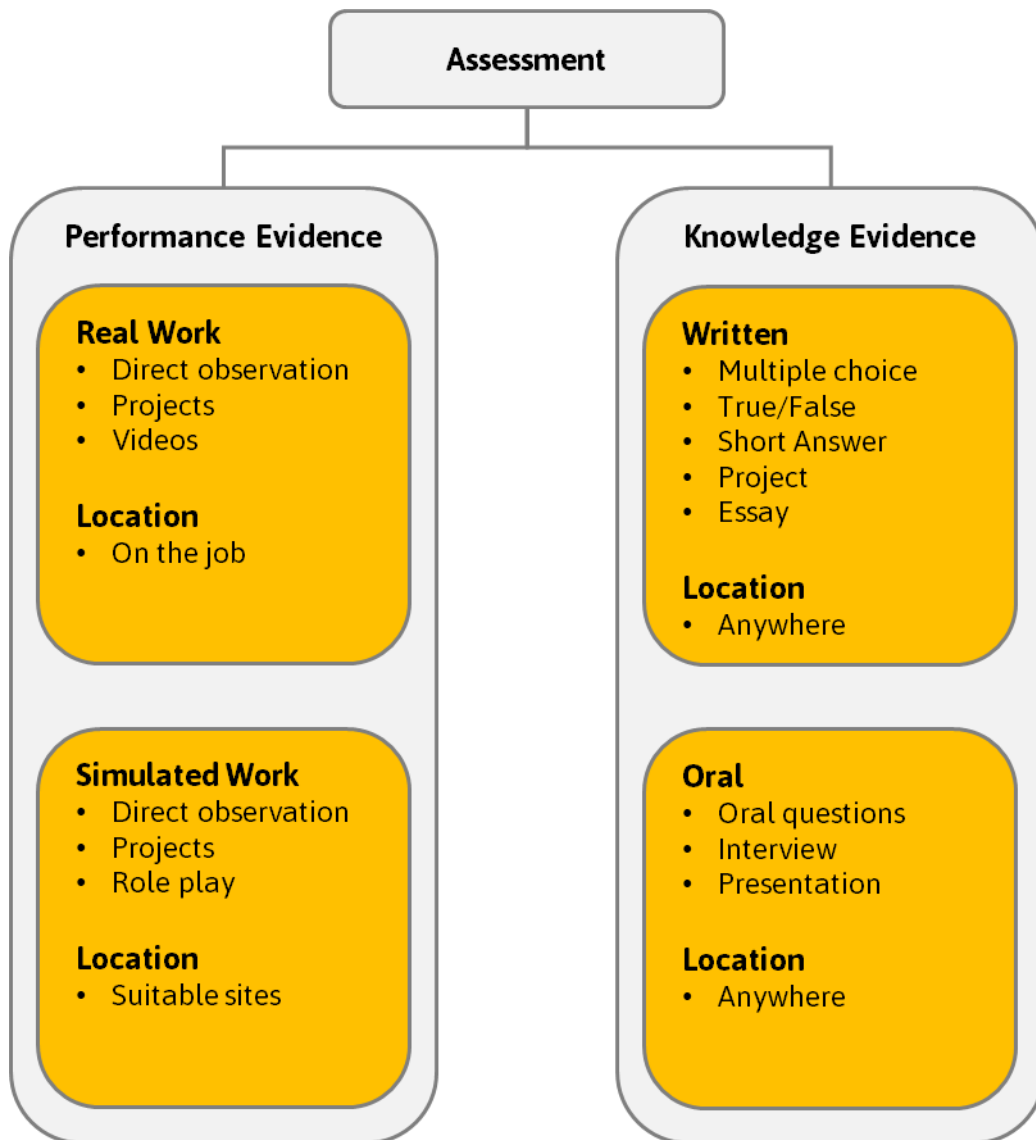 Assessment
Performance Evidence
Real Work
• Direct observation
• Projects
• Videos
Location
• On the job
Simulated Work
• Direct observation
• Projects
• Role play
Location
• Suitable sites
Knowledge Evidence
Written
• Multiple choice
• True/False
• Short Answer
• Project
• Essay
Location
• Anywhere
Oral
• Oral questions
• Interview
• Presentation
Location
• Anywhere